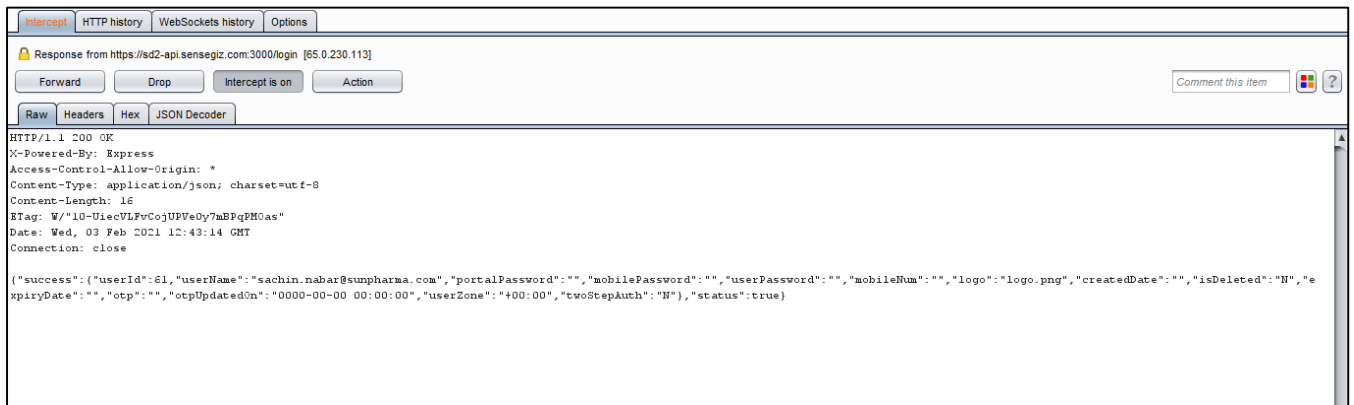 Intercept HTTP history WebSockets history Options
Response from https://sd2-api.sensegiz.com:3000/login [65.0.230.113]
Forward Drop Intercept is on Action Comment this item ?
Raw Headers Hex JSON Decoder
HTTP/1.1 200 OK
X-Powered-By: Express
Access-Control-Allow-Origin: *
Content-Type: application/json; charset=utf-8
Content-Length: 16
ETag: W/"10-UiecVLFvCojUPVe0y7mBPqPM0as"
Date: Wed, 03 Feb 2021 12:43:14 GMT
Connection: close
{"success":{"userId":61,"userName":"sachin.nabar@sunpharma.com","portalPassword":"","mobilePassword":"","userPassword":"","mobileNum":"","logo":"logo.png","createdDate":"","isDeleted":"N","e
xpiryDate":"","otp":"","otpUpdatedOn":"0000-00-00 00:00:00","userZone":"+00:00","twoStepAuth":"N"},"status":true}